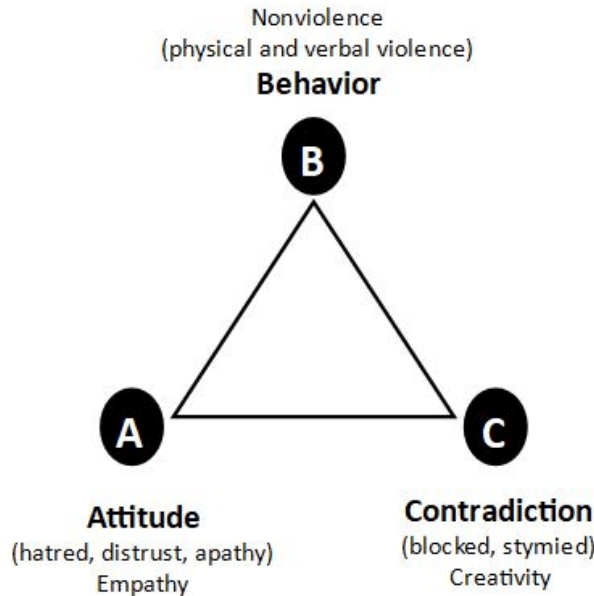 Nonviolence
(physical and verbal violence)
Behavior
B
A
C
Attitude
(hatred, distrust, apathy)
Empathy
Contradiction
(blocked, stymied)
Creativity